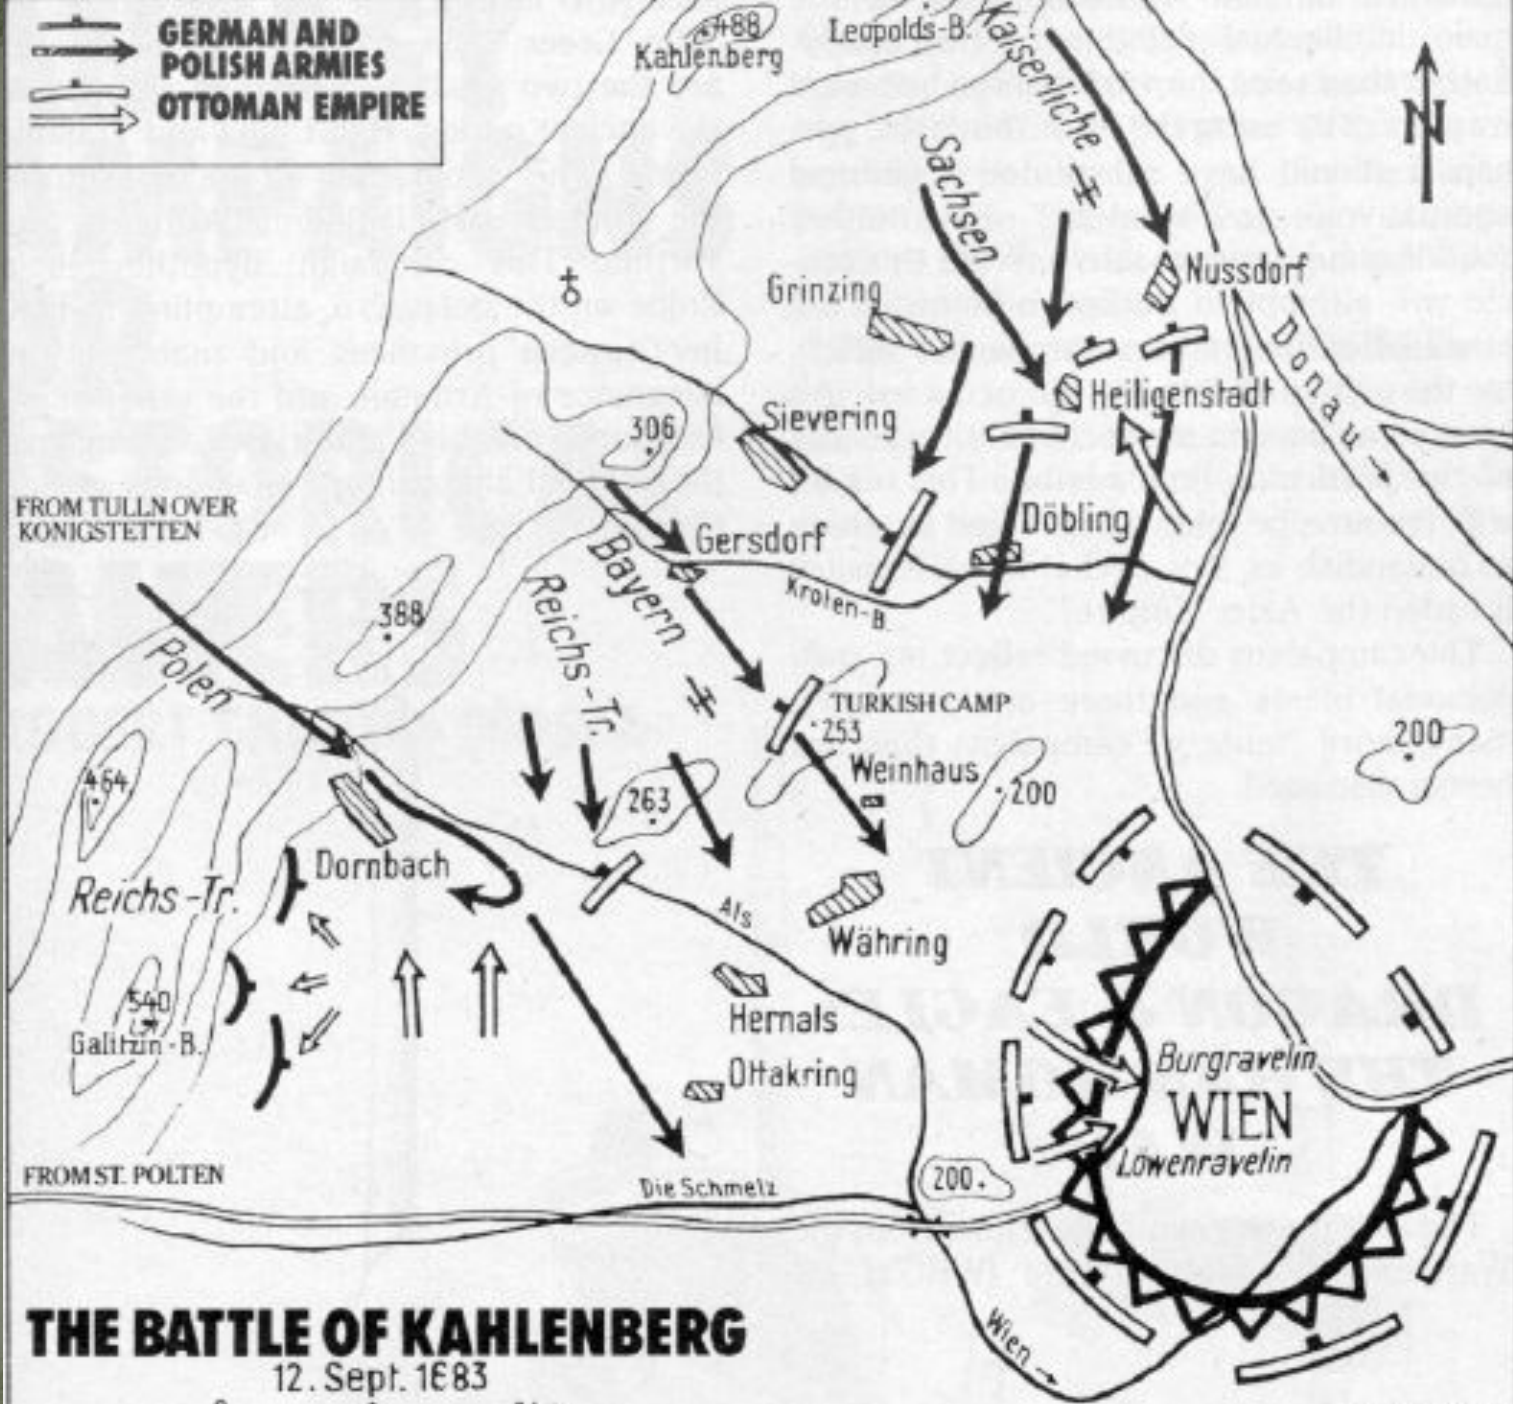 GERMAN AND
POLISH ARMIES
OTTOMAN EMPIRE
488
Kahlenberg
Leopolds-B.
Kaiserliche
Sachsen
N
Nussdorf
Grinzing
Donau
Heiligenstadt
Sievering
306
FROM TULLN OVER
KONIGSTETTEN
Döbling
Gersdorf
Kroten-B.
Bayern
Reichs-Tr.
388
Polen
TURKISH CAMP
253
200
Weinhaus
464
263
200
Dornbach
Reichs-Tr.
Als
Währing
540
Galitzin-B.
Hernals
Ottakring
Burgravelin
WIEN
Löwenravelin
FROM ST. POLTEN
Die Schmelz
200
THE BATTLE OF KAHLENBERG
12. Sept. 1683
Wien